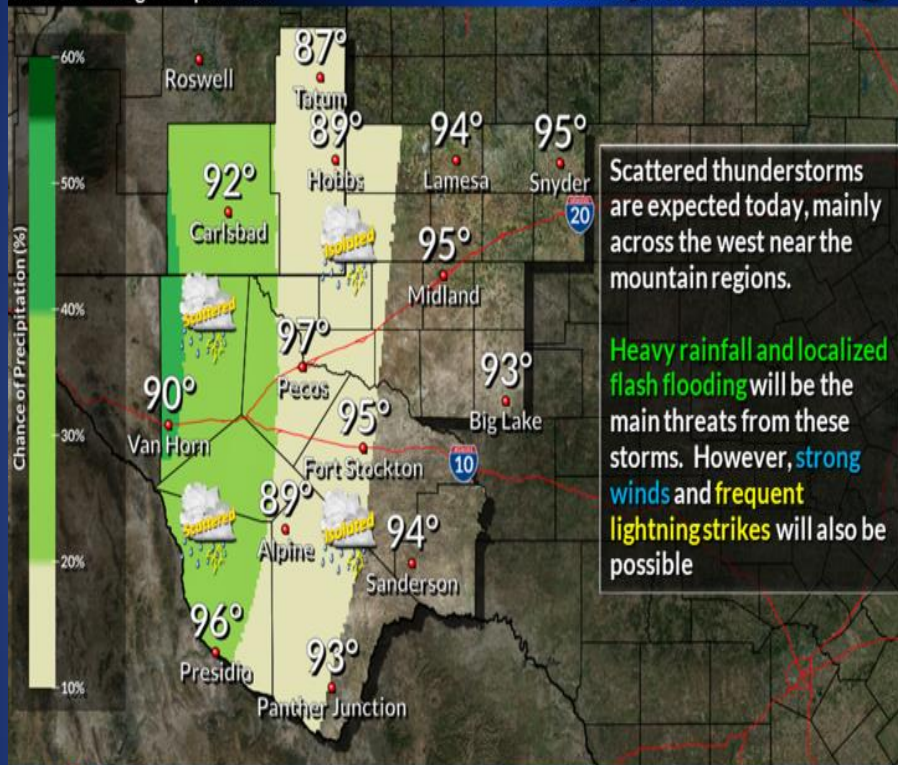 60%
50%
40%
30%
20%
10%
Chance of Precipitation (%)
Roswell
87°
Tatum
89°
Hobbs
94°
Lamesa
95°
Snyder
92°
Carlsbad
Isolated
20
95°
Midland
Scattered
97°
Pecos
93°
Big Lake
90°
Van Horn
95°
Fort Stockton
10
Scattered
89°
Alpine
Isolated
94°
Sanderson
96°
Presidio
93°
Panther Junction
Scattered thunderstorms
are expected today, mainly
across the west near the
mountain regions.
Heavy rainfall and localized
flash flooding will be the
main threats from these
storms. However, strong
winds and frequent
lightning strikes will also be
possible